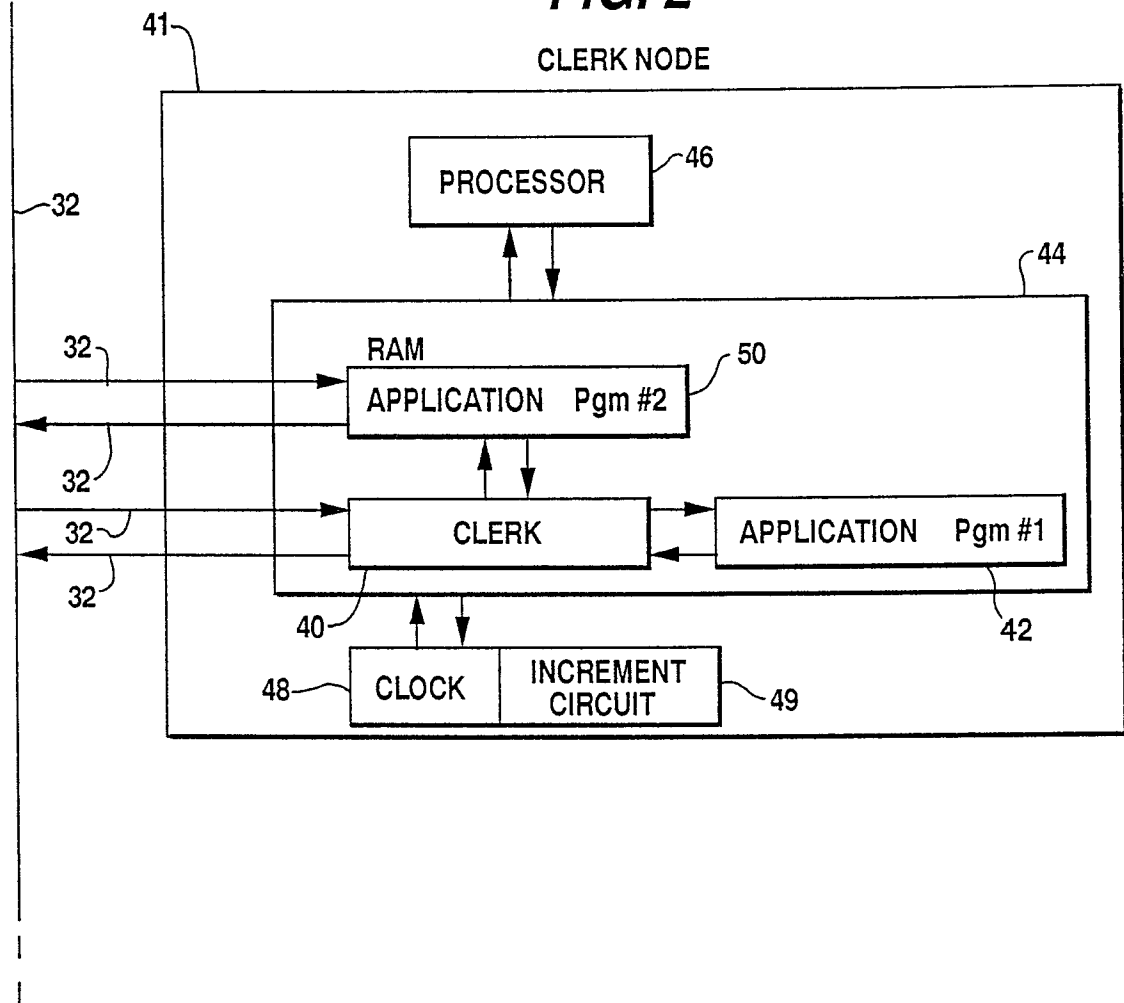 FIG. 2
41
CLERK NODE
46
PROCESSOR
32
44
32
RAM
50
APPLICATION Pgm #2
32
32
CLERK
APPLICATION Pgm #1
32
40
42
48
CLOCK
INCREMENT
CIRCUIT
49